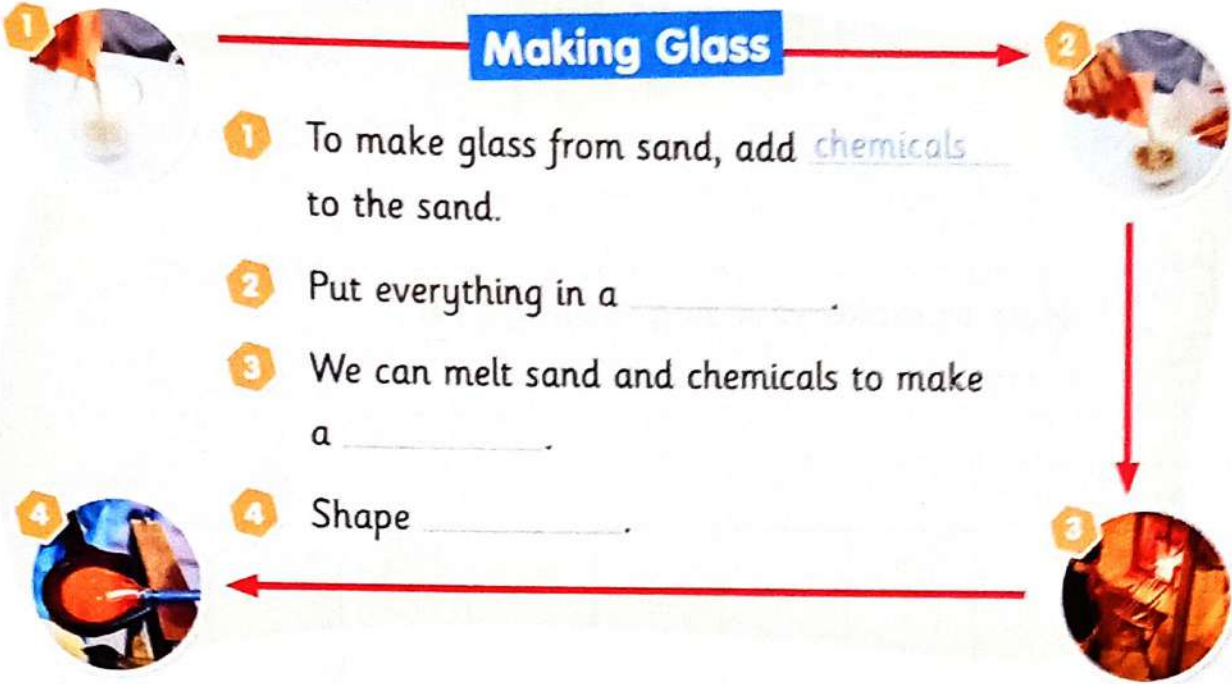 Making Glass
1
2
1 To make glass from sand, add chemicals
to the sand.
2 Put everything in a
.
3 We can melt sand and chemicals to make
a .
4 Shape .
4
3